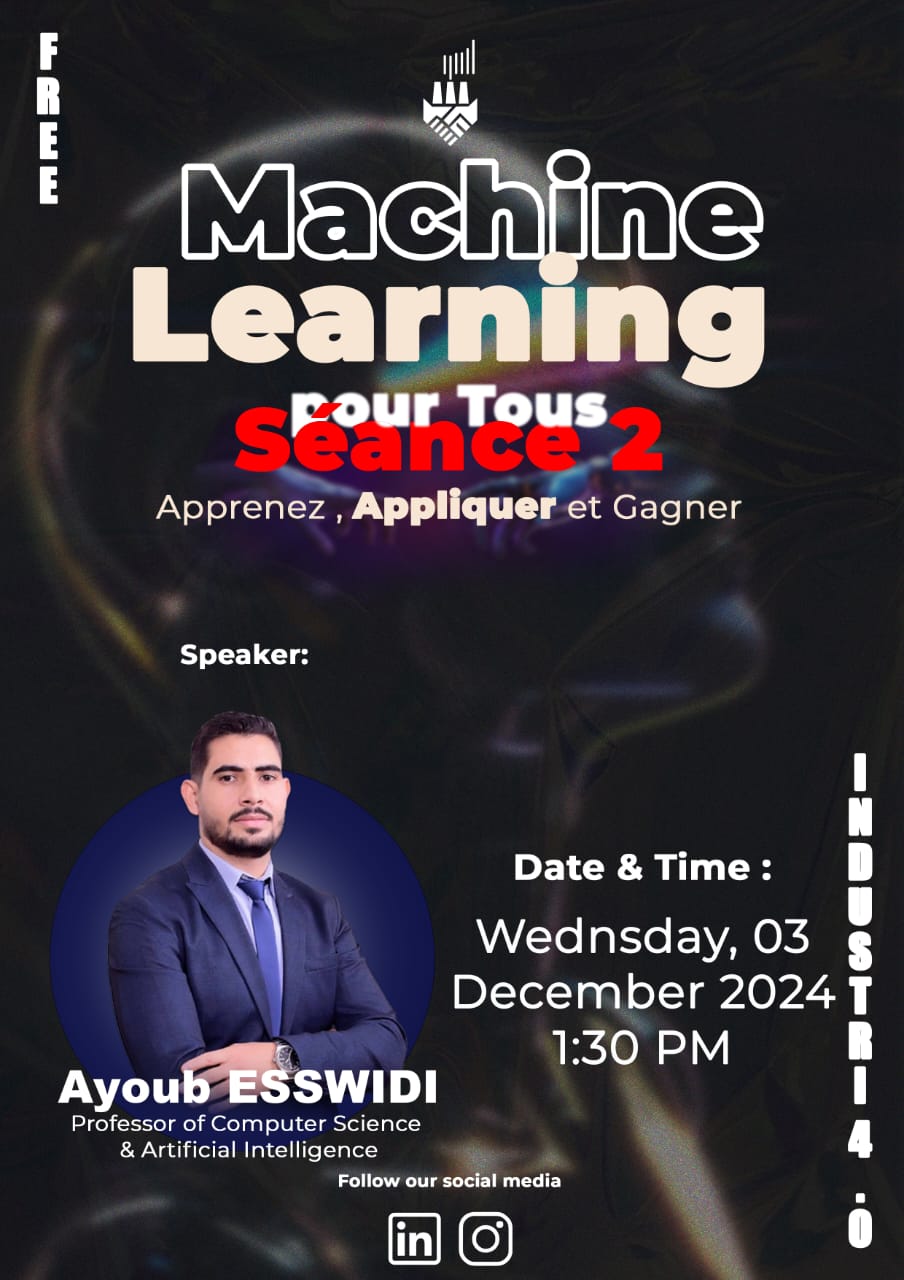 FREE
Machine
Learning
pour Tous
Séance 2
Apprenez , Appliquer et Gagner
Speaker:
Ayoub ESSWIDI
Professor of Computer Science
& Artificial Intelligence
Date & Time :
Wednsday, 03
December 2024
1:30 PM
INDUSTRI 4.0
Follow our social media
in